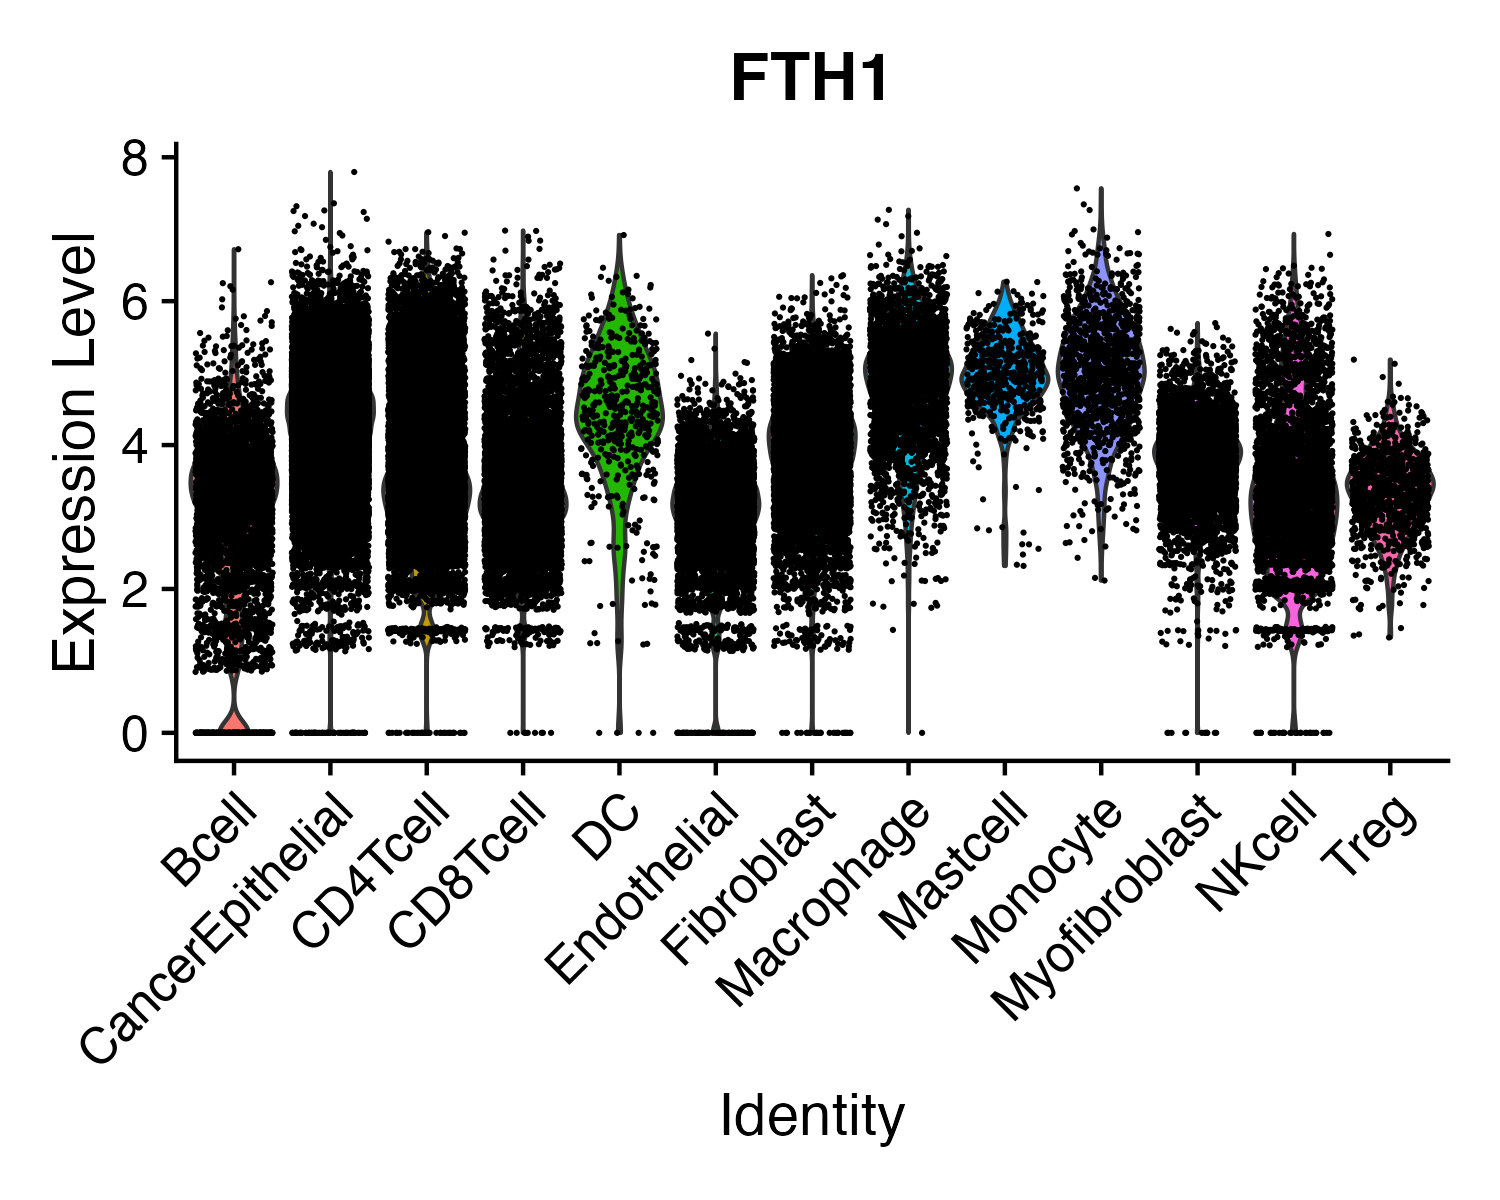 FTH1
Expression Level
8
6
4
2
0
Bcell
CancerEpithelial
CD4Tcell
CD8Tcell
DC
Endothelial
Fibroblast
Macrophage
Mastcell
Monocyte
Myofibroblast
NKcell
Treg
Identity